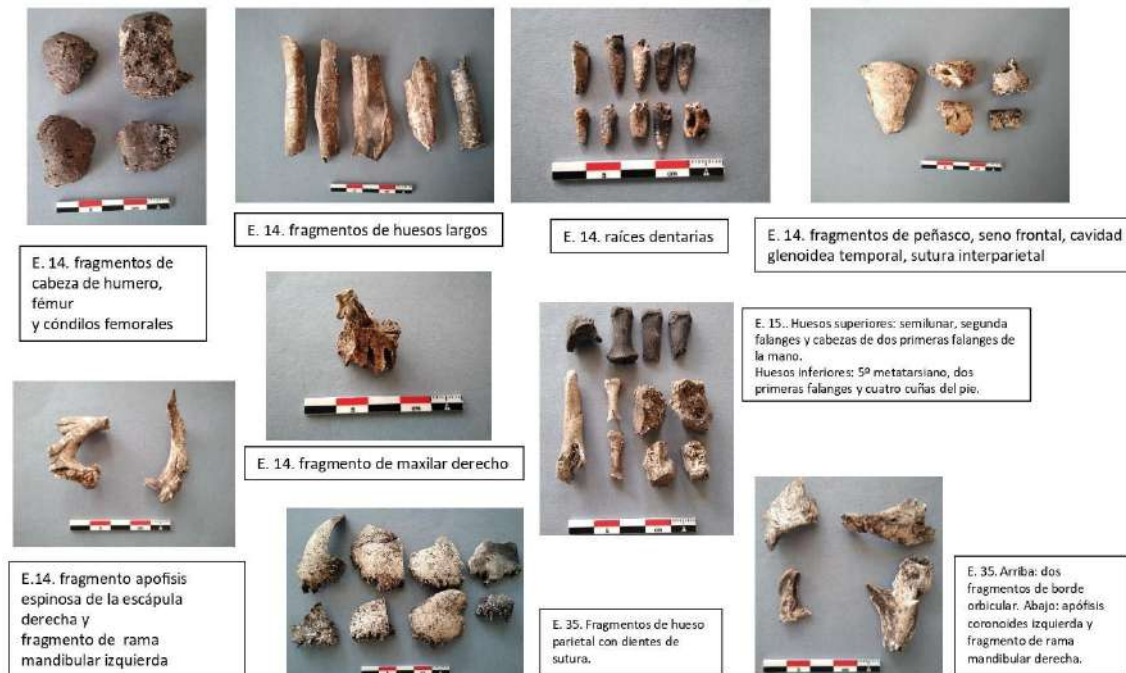 E. 14. fragmentos de
cabeza de humero,
fémur
y cóndilos femorales
E. 14. fragmentos de huesos largos
E. 14. raíces dentarias
E. 14. fragmentos de peñasco, seno frontal, cavidad
glenoidea temporal, sutura interparietal
E. 14. fragmento de maxilar derecho
E. 15.. Huesos superiores: semilunar, segunda
falanges y cabezas de dos primeras falanges de
la mano.
Huesos inferiores: 5º metatarsiano, dos
primeras falanges y cuatro cuñas del pie.
E.14. fragmento apofisis
espinosa de la escápula
derecha y
fragmento de rama
mandibular izquierda
E. 35. Fragmentos de hueso
parietal con dientes de
sutura.
E. 35. Arriba: dos
fragmentos de borde
orbicular. Abajo: apófisis
coronoides izquierda y
fragmento de rama
mandibular derecha.